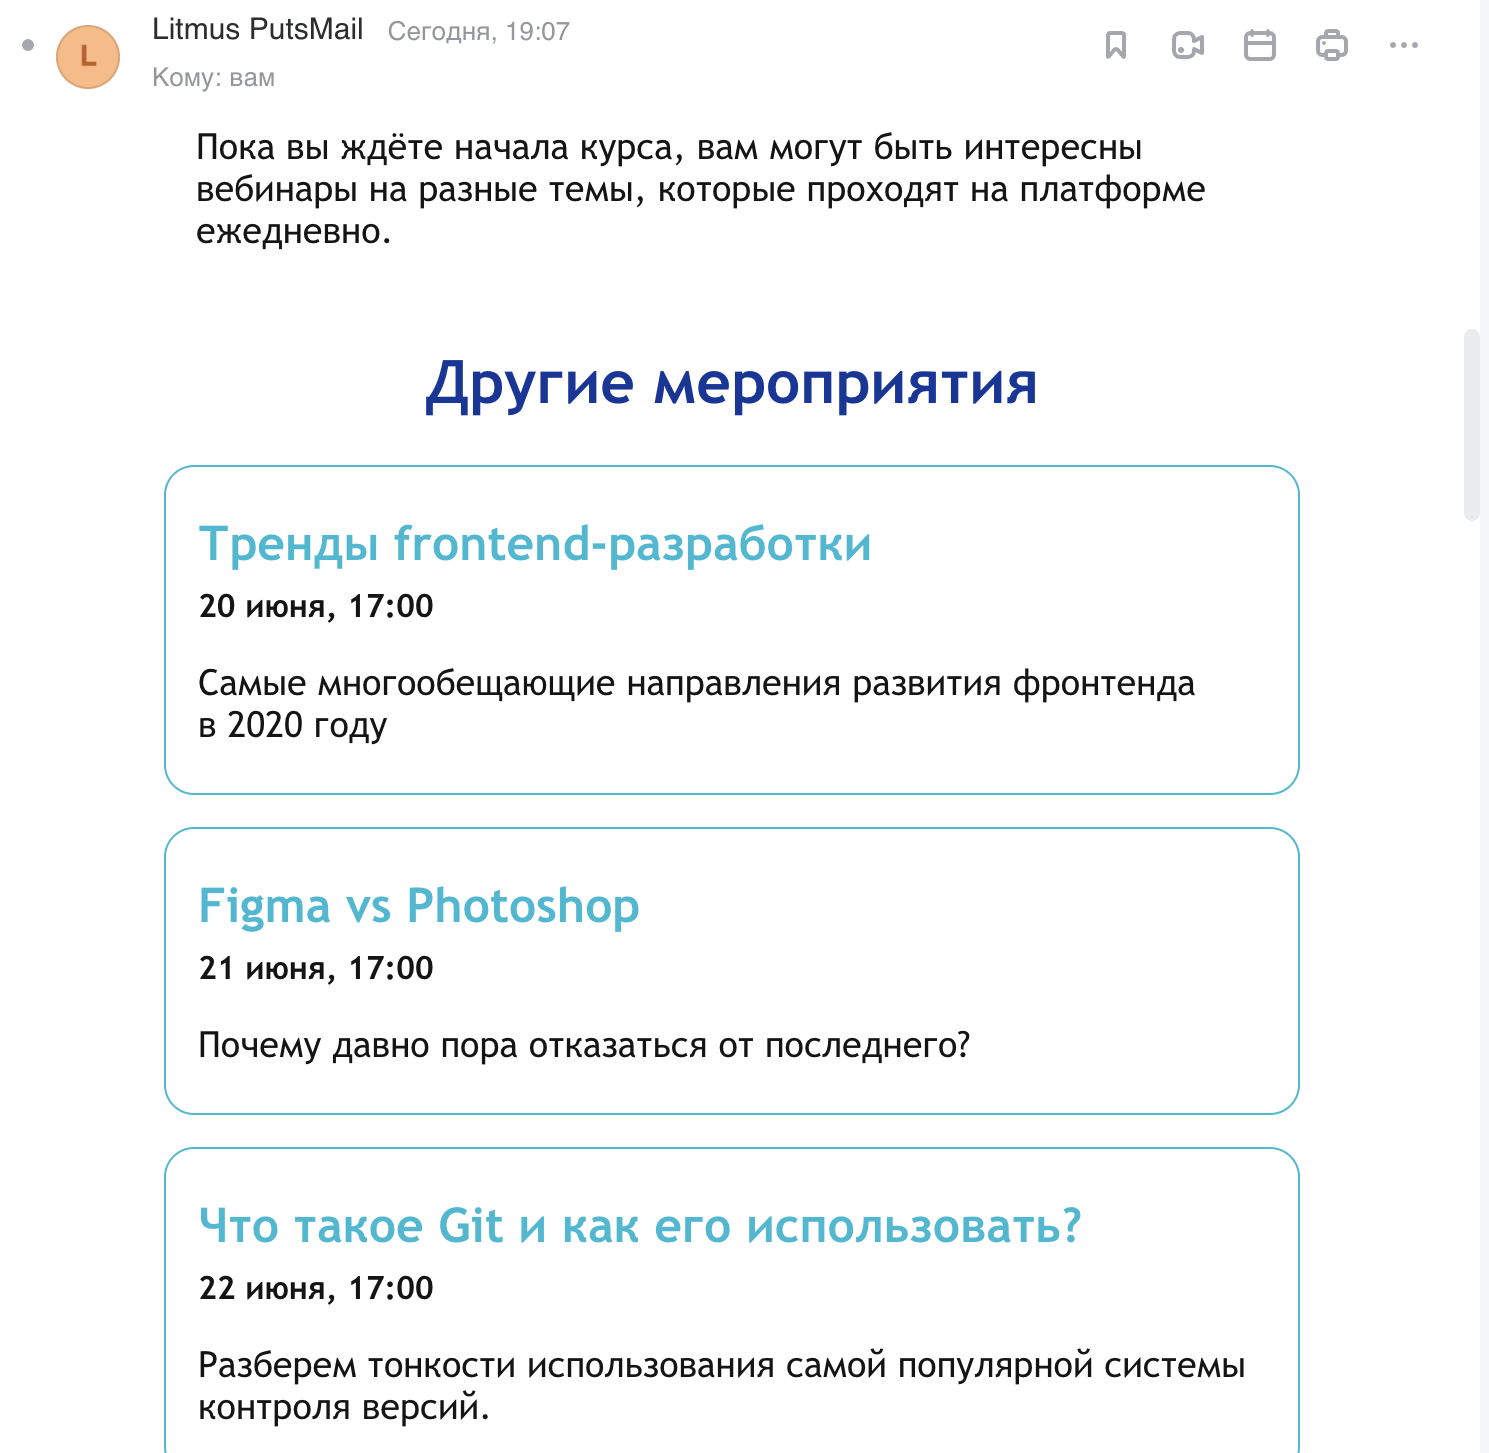 Litmus PutsMail Сегодня, 19:07
L
Кому: вам
Пока вы ждёте начала курса, вам могут быть интересны
вебинары на разные темы, которые проходят на платформе
ежедневно.
Другие мероприятия
Тренды frontend-разработки
20 июня, 17:00
Самые многообещающие направления развития фронтенда
в 2020 году
Figma vs Photoshop
21 июня, 17:00
Почему давно пора отказаться от последнего?
Что такое Git и как его использовать?
22 июня, 17:00
Разберем тонкости использования самой популярной системы
контроля версий.